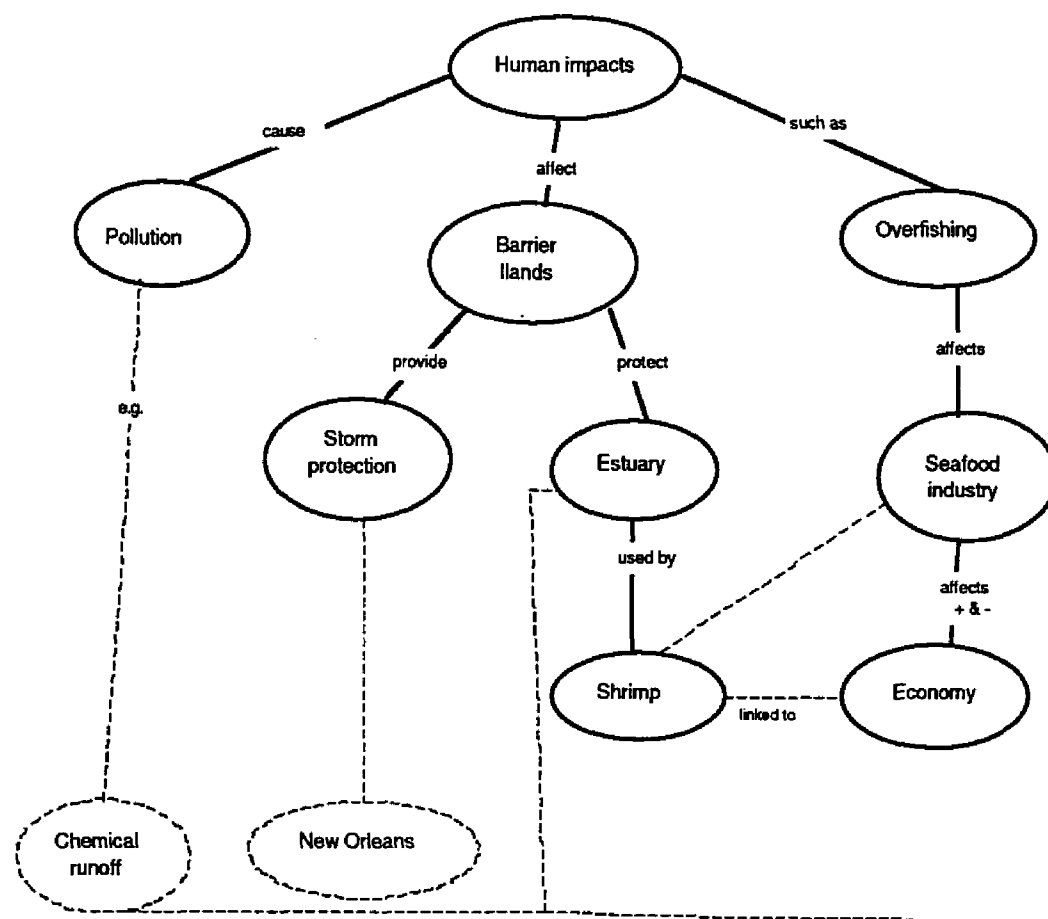 Human impacts
cause
such as
affect
Pollution
Barrier
llands
Overfishing
provide
protect
affects
e.g.
Storm
protection
Estuary
Seafood
industry
used by
affects
+ & -
Shrimp
linked to
Economy
Chemical
runoff
New Orleans